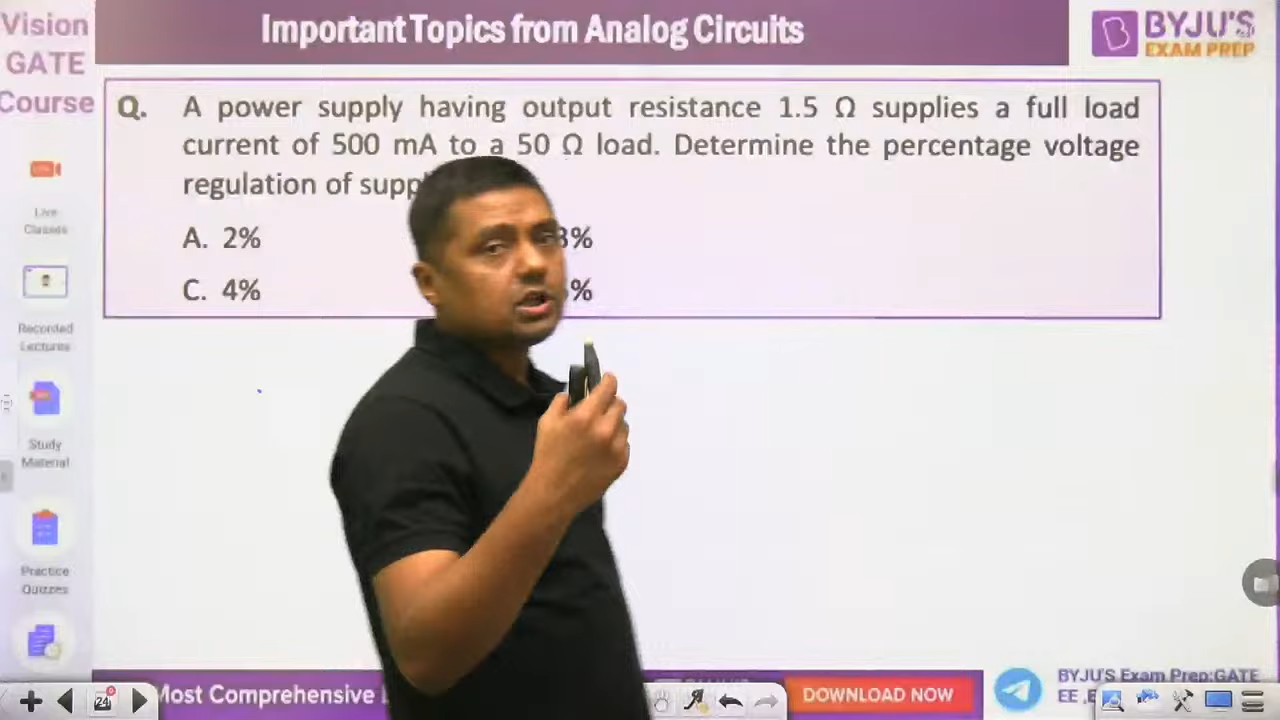 Vision
GATE
Course
Important Topics from Analog Circuits
BYJU'S
EXAM PREP
Q. A power supply having output resistance 1.5 Ω supplies a full load
current of 500 mA to a 50 Ω load. Determine the percentage voltage
regulation of
A. 2%
C. 4%
Live
Classes
Recorded
Lectures
Study
Material
Practice
Quizzes
Most Comprehensive
DOWNLOAD NOW
BYJU'S Exam Prep:GATE
EE
24